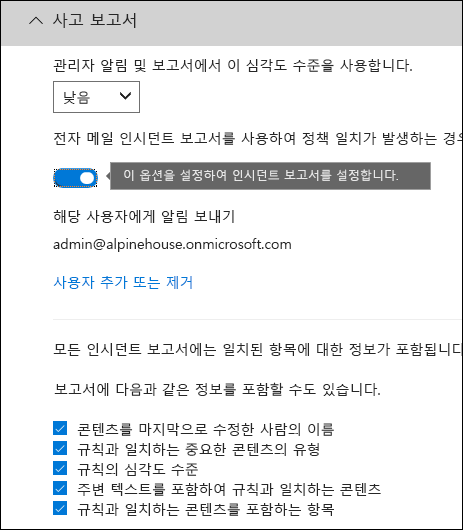 사고 보고서
관리자 알림 및 보고서에서 이 심각도 수준을 사용합니다.
낮음
전자 메일 인시던트 보고서를 사용하여 정책 일치가 발생하는 경우
이 옵션을 설정하여 인시던트 보고서를 설정합니다.
해당 사용자에게 알림 보내기
admin@alpinehouse.onmicrosoft.com
사용자 추가 또는 제거
모든 인시던트 보고서에는 일치된 항목에 대한 정보가 포함됩니다
보고서에 다음과 같은 정보를 포함할 수도 있습니다.
콘텐츠를 마지막으로 수정한 사람의 이름
규칙과 일치하는 중요한 콘텐츠의 유형
규칙의 심각도 수준
주변 텍스트를 포함하여 규칙과 일치하는 콘텐츠
규칙과 일치하는 콘텐츠를 포함하는 항목